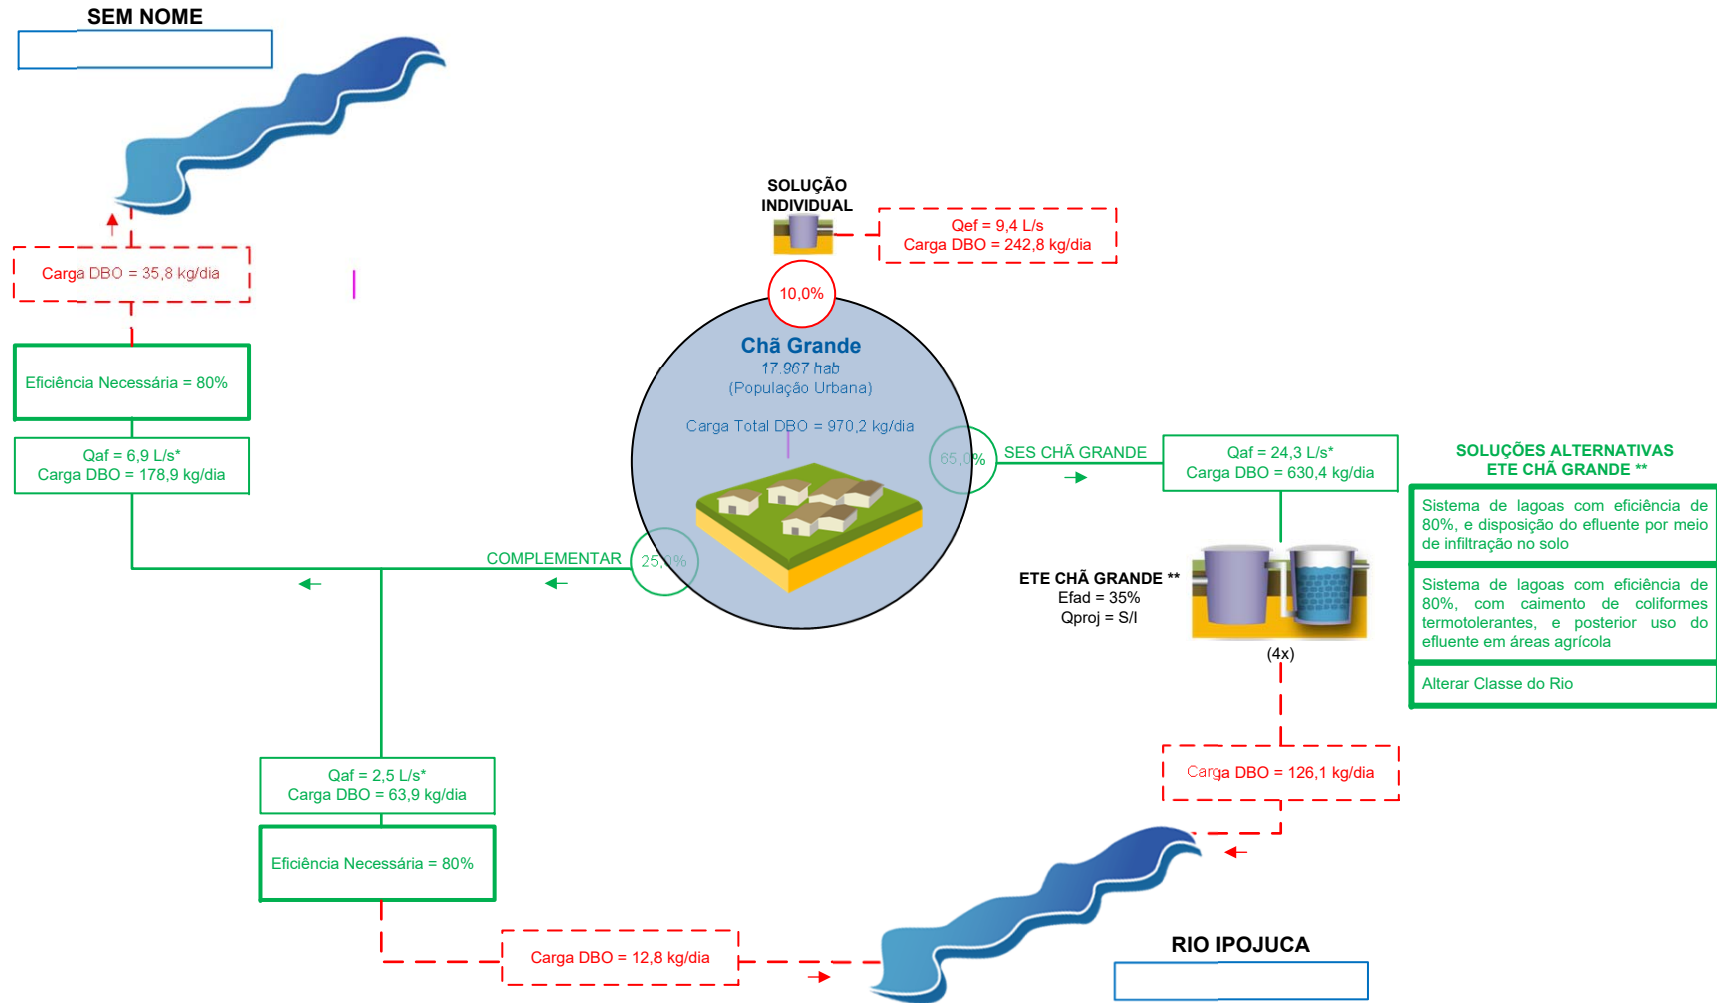 SEM NOME
Carga DBO = 35,8 kg/dia
Eficiência Necessária = 80%
Qaf = 6,9 L/s*
Carga DBO = 178,9 kg/dia
SOLUÇÃO
INDIVIDUAL
Qef = 9,4 L/s
Carga DBO = 242,8 kg/dia
10,0%
Chã Grande
17.967 hab
(População Urbana)
Carga Total DBO = 970,2 kg/dia
65,0%
SES CHÃ GRANDE
Qaf = 24,3 L/s*
Carga DBO = 630,4 kg/dia
SOLUÇÕES ALTERNATIVAS
ETE CHÃ GRANDE **
Sistema de lagoas com eficiência de
80%, e disposição do efluente por meio
de infiltração no solo
Sistema de lagoas com eficiência de
80%, com caimento de coliformes
termotolerantes, e posterior uso do
efluente em áreas agrícola
Alterar Classe do Rio
COMPLEMENTAR
25,0%
ETE CHÃ GRANDE **
Efad = 35%
Qproj = S/I
(4x)
Carga DBO = 126,1 kg/dia
Qaf = 2,5 L/s*
Carga DBO = 63,9 kg/dia
Eficiência Necessária = 80%
Carga DBO = 12,8 kg/dia
RIO IPOJUCA